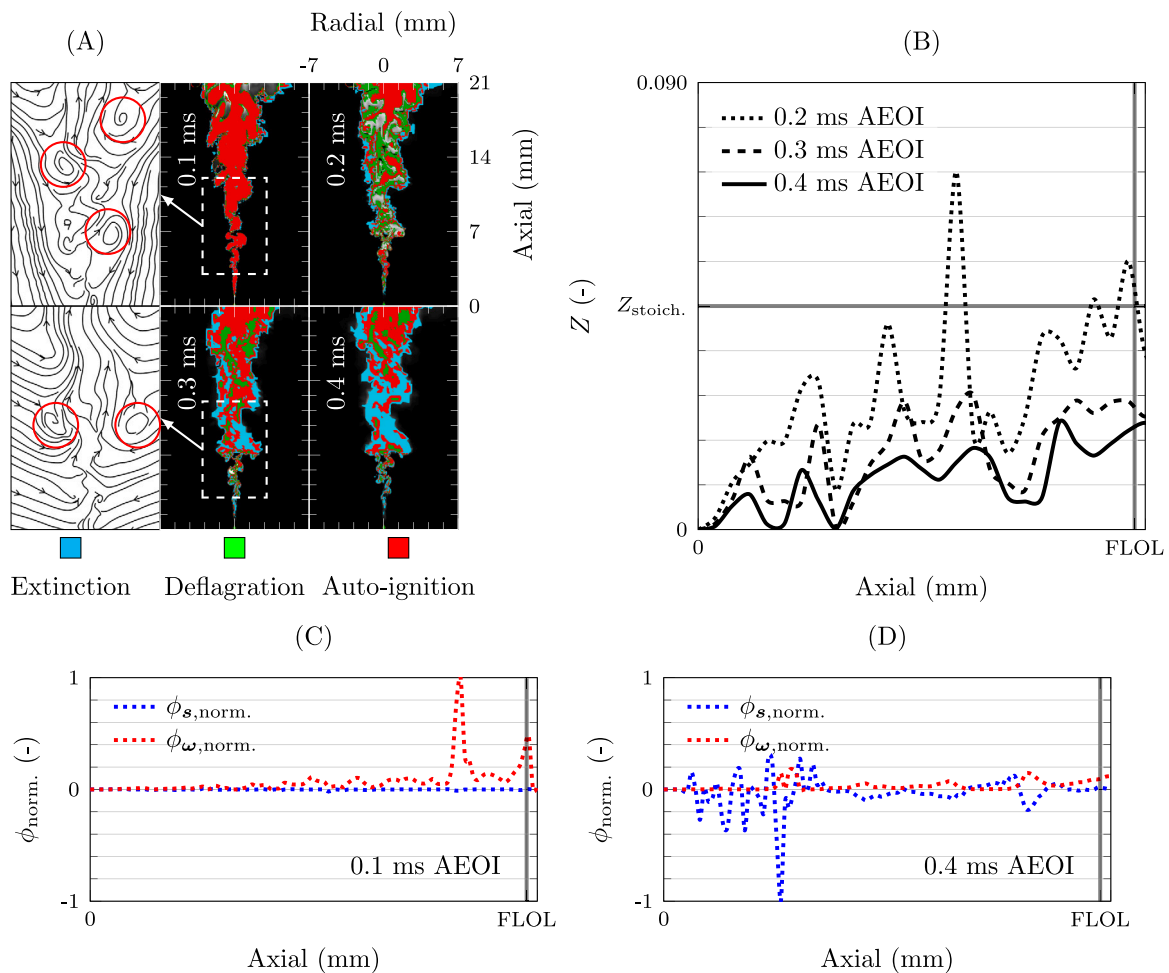 Radial (mm)
(A)
-7 0 7
21
14
7
0
Axial (mm)
0.1 ms
0.2 ms
0.3 ms
0.4 ms
Extinction
Deflagration
Auto-ignition
(B)
0.090
0.2 ms AEOI
0.3 ms AEOI
0.4 ms AEOI
Z (-)
Zstoich.
0
0 FLOL
Axial (mm)
(C)
1
ϕs,norm.
ϕω,norm.
ϕnorm. (-)
0
0.1 ms AEOI
-1
0 FLOL
Axial (mm)
(D)
1
ϕs,norm.
ϕω,norm.
ϕnorm. (-)
0
0.4 ms AEOI
-1
0 FLOL
Axial (mm)